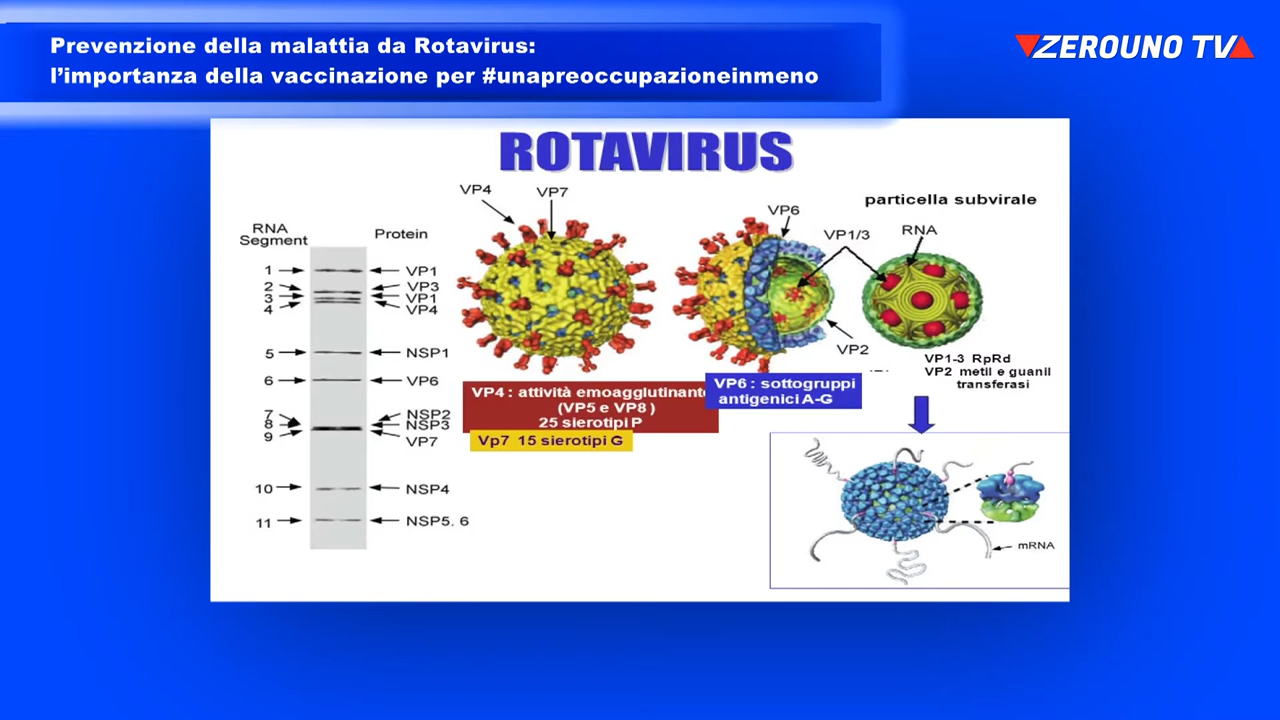 Prevenzione della malattia da Rotavirus:
l’importanza della vaccinazione per #unapreoccupazioneinmeno
ZEROUNO TV
ROTAVIRUS
RNA
Segment
Protein
1
VP1
2
VP3
3
VP1
4
VP4
5
NSP1
6
VP6
7
NSP2
8
NSP3
9
VP7
10
NSP4
11
NSP5. 6
VP4
VP7
VP6
VP1/3
VP2
particella subvirale
RNA
VP1-3 RpRd
VP2 metil e guanil
transferasi
VP4 : attività emoagglutinante
(VP5 e VP8 )
25 sierotipi P
Vp7 15 sierotipi G
VP6 : sottogruppi
antigenici A-G
mRNA